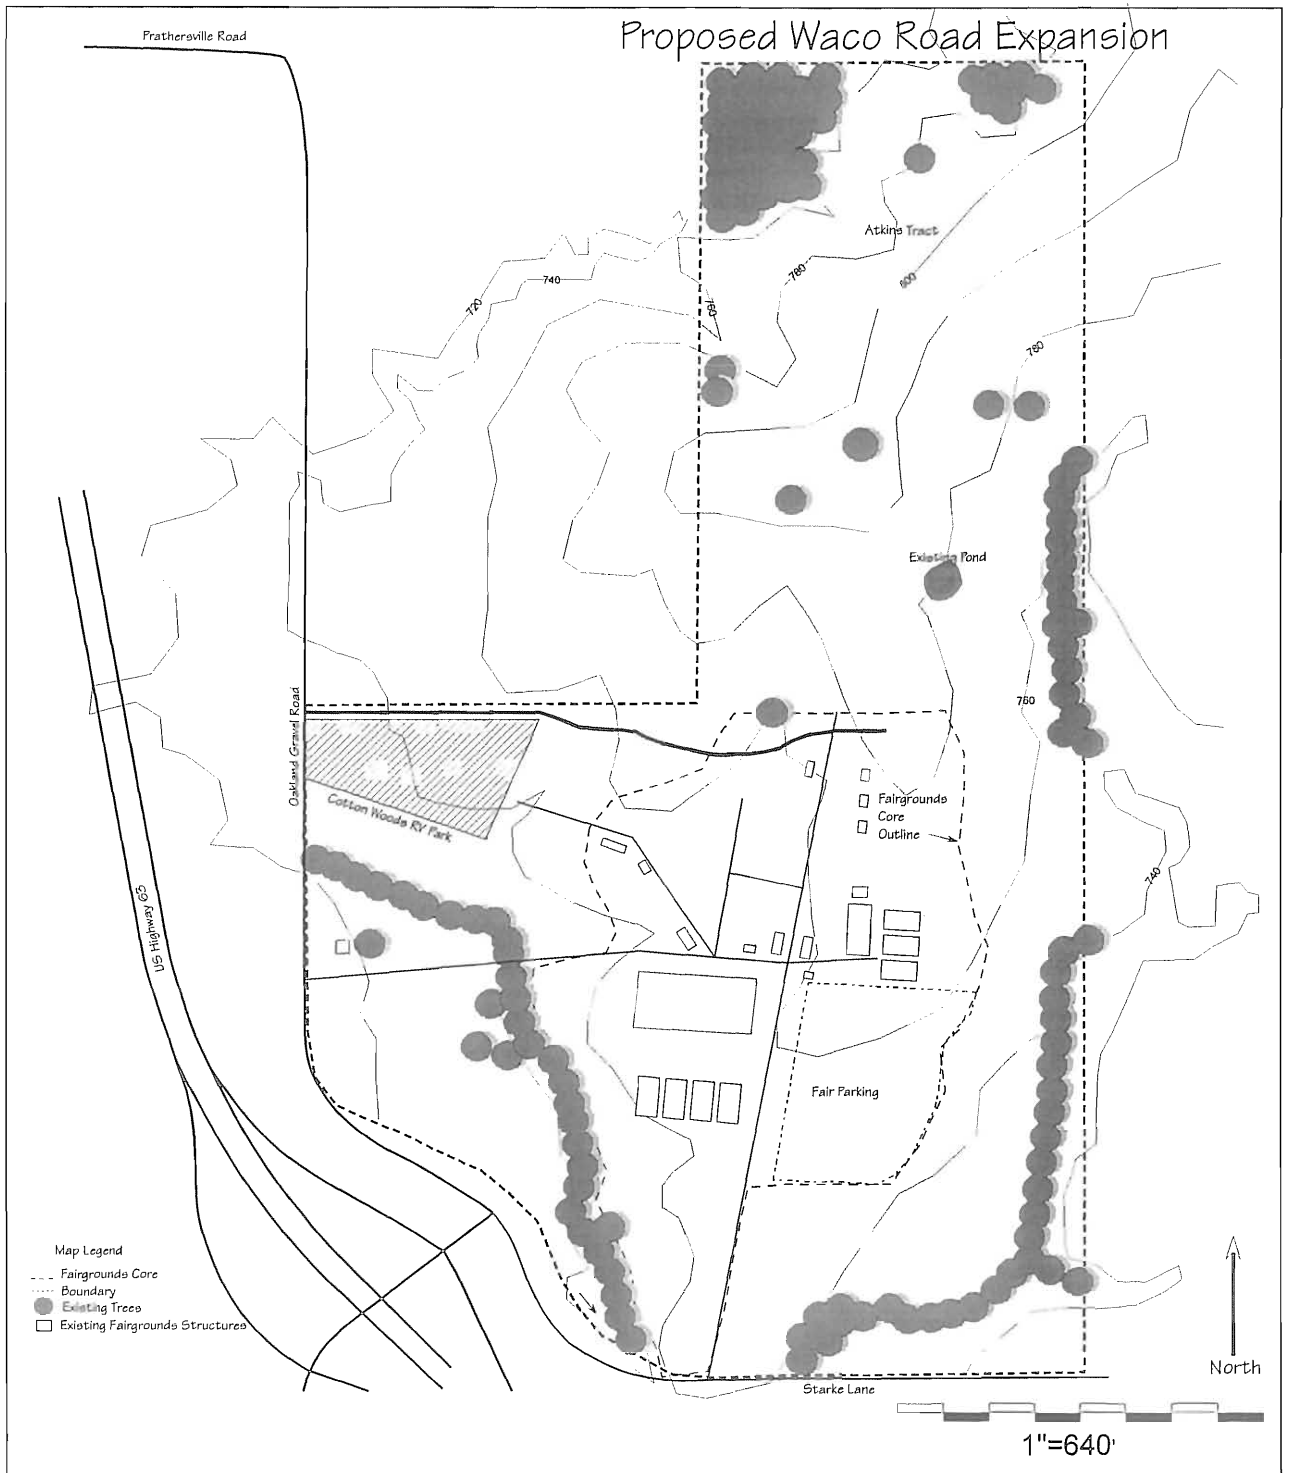 Proposed Waco Road Expansion
Prathersville Road
Atkins Tract
800
780
740
720
760
780
Existing Pond
760
Oakland Gravel Road
Cotton Woods RV Park
Fairgrounds
Core
Outline
740
US Highway 63
Fair Parking
Map Legend
Fairgrounds Core
Boundary
Existing Trees
Existing Fairgrounds Structures
North
Starke Lane
1"=640'